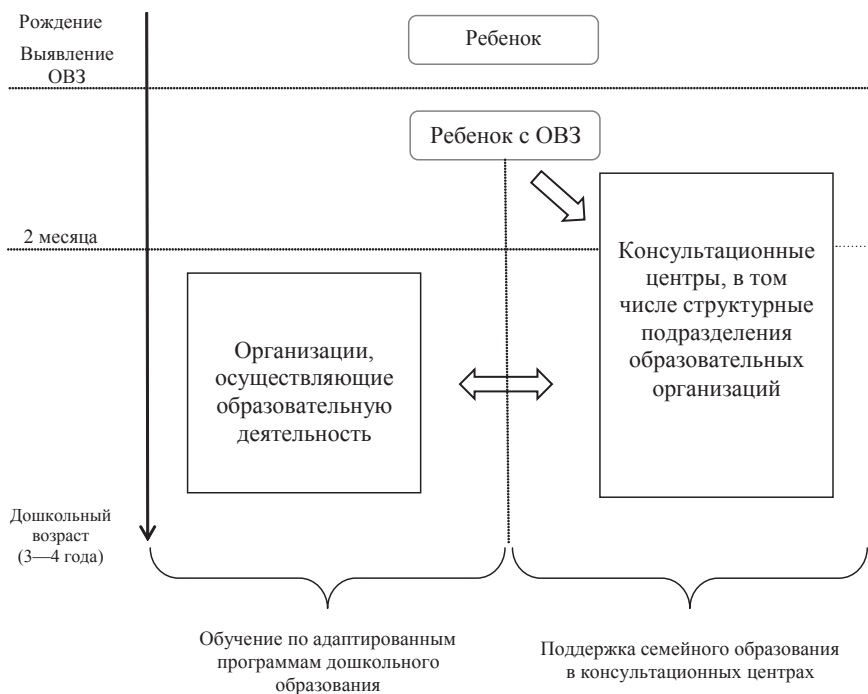 Рождение
Выявление
ОВЗ
Ребенок
Ребенок с ОВЗ
2 месяца
Консультационные
центры, в том
числе структурные
подразделения
образовательных
организаций
Организации,
осуществляющие
образовательную
деятельность
Дошкольный
возраст
(3—4 года)
Обучение по адаптированным
программам дошкольного
образования
Поддержка семейного образования
в консультационных центрах